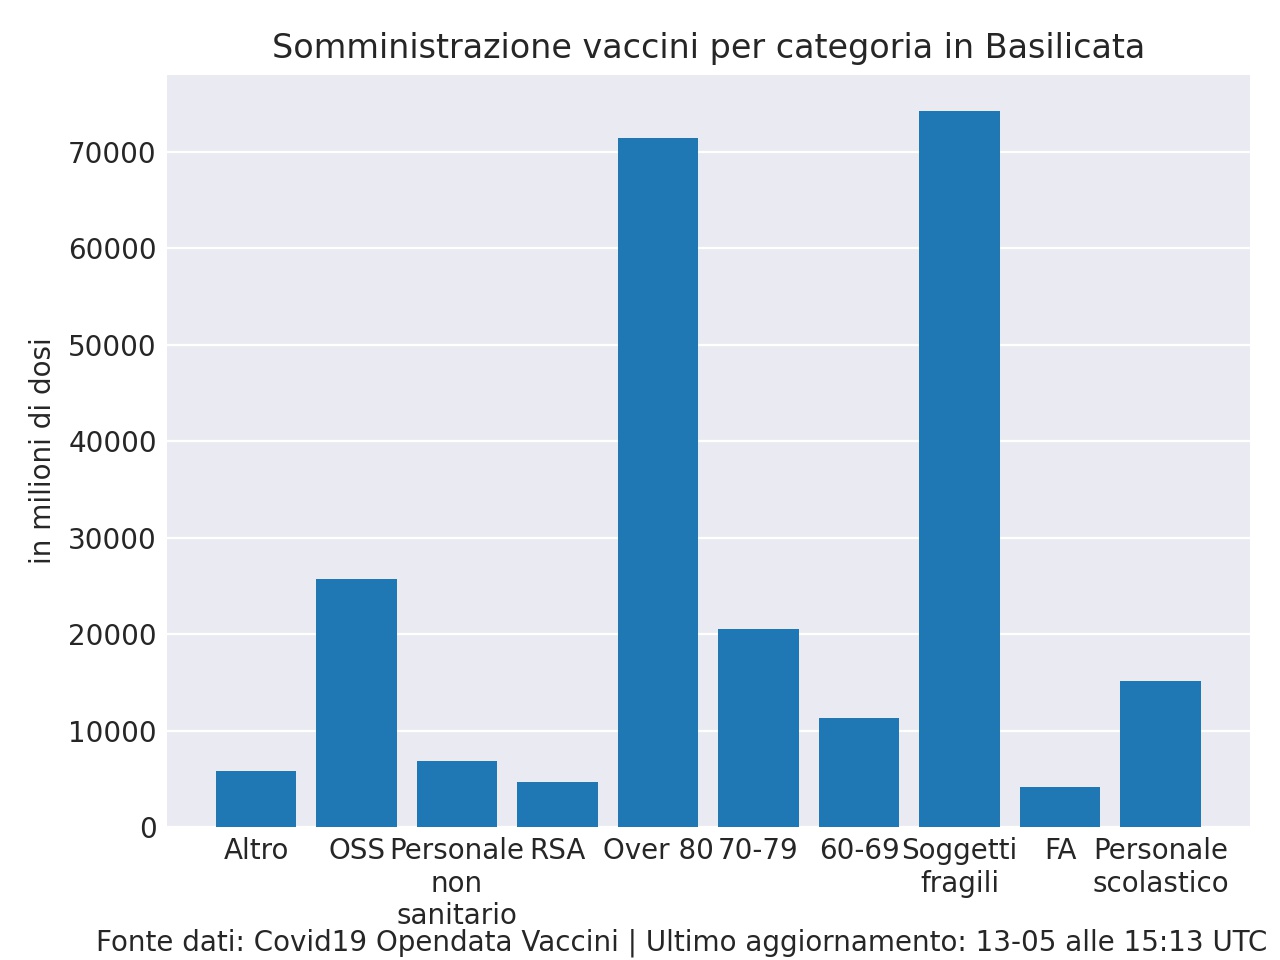 Somministrazione vaccini per categoria in Basilicata
in milioni di dosi
70000
60000
50000
40000
30000
20000
10000
0
Altro
OSS
Personale
non
sanitario
RSA
Over 80
70-79
60-69
Soggetti
fragili
FA
Personale
scolastico
Fonte dati: Covid19 Opendata Vaccini | Ultimo aggiornamento: 13-05 alle 15:13 UTC